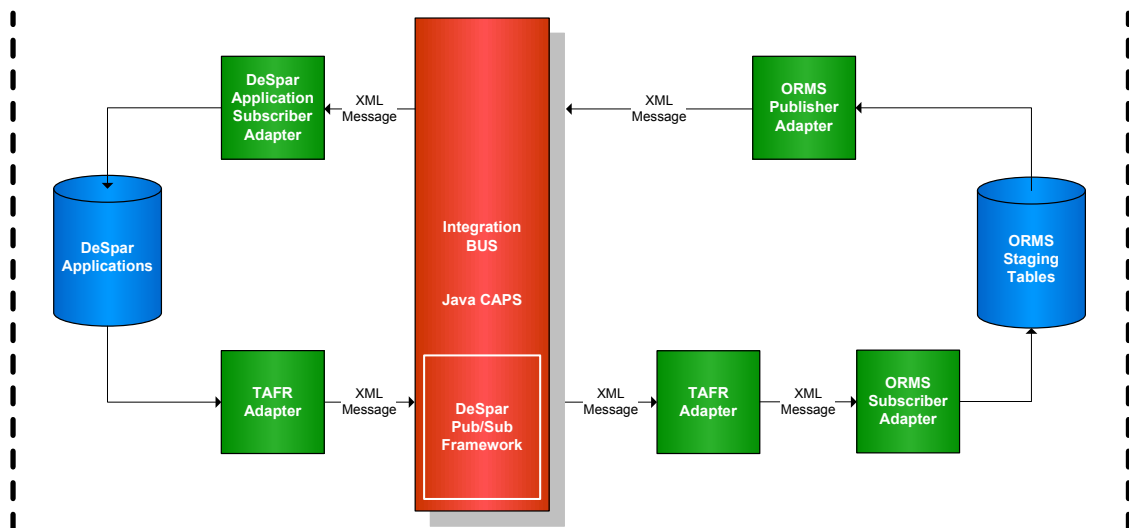 DeSpar
Application
Subscriber
Adapter
XML
Message
XML
Message
ORMS
Publisher
Adapter
DeSpar
Applications
Integration
BUS
Java CAPS
ORMS
Staging
Tables
TAFR
Adapter
XML
Message
DeSpar
Pub/Sub
Framework
XML
Message
TAFR
Adapter
XML
Message
ORMS
Subscriber
Adapter